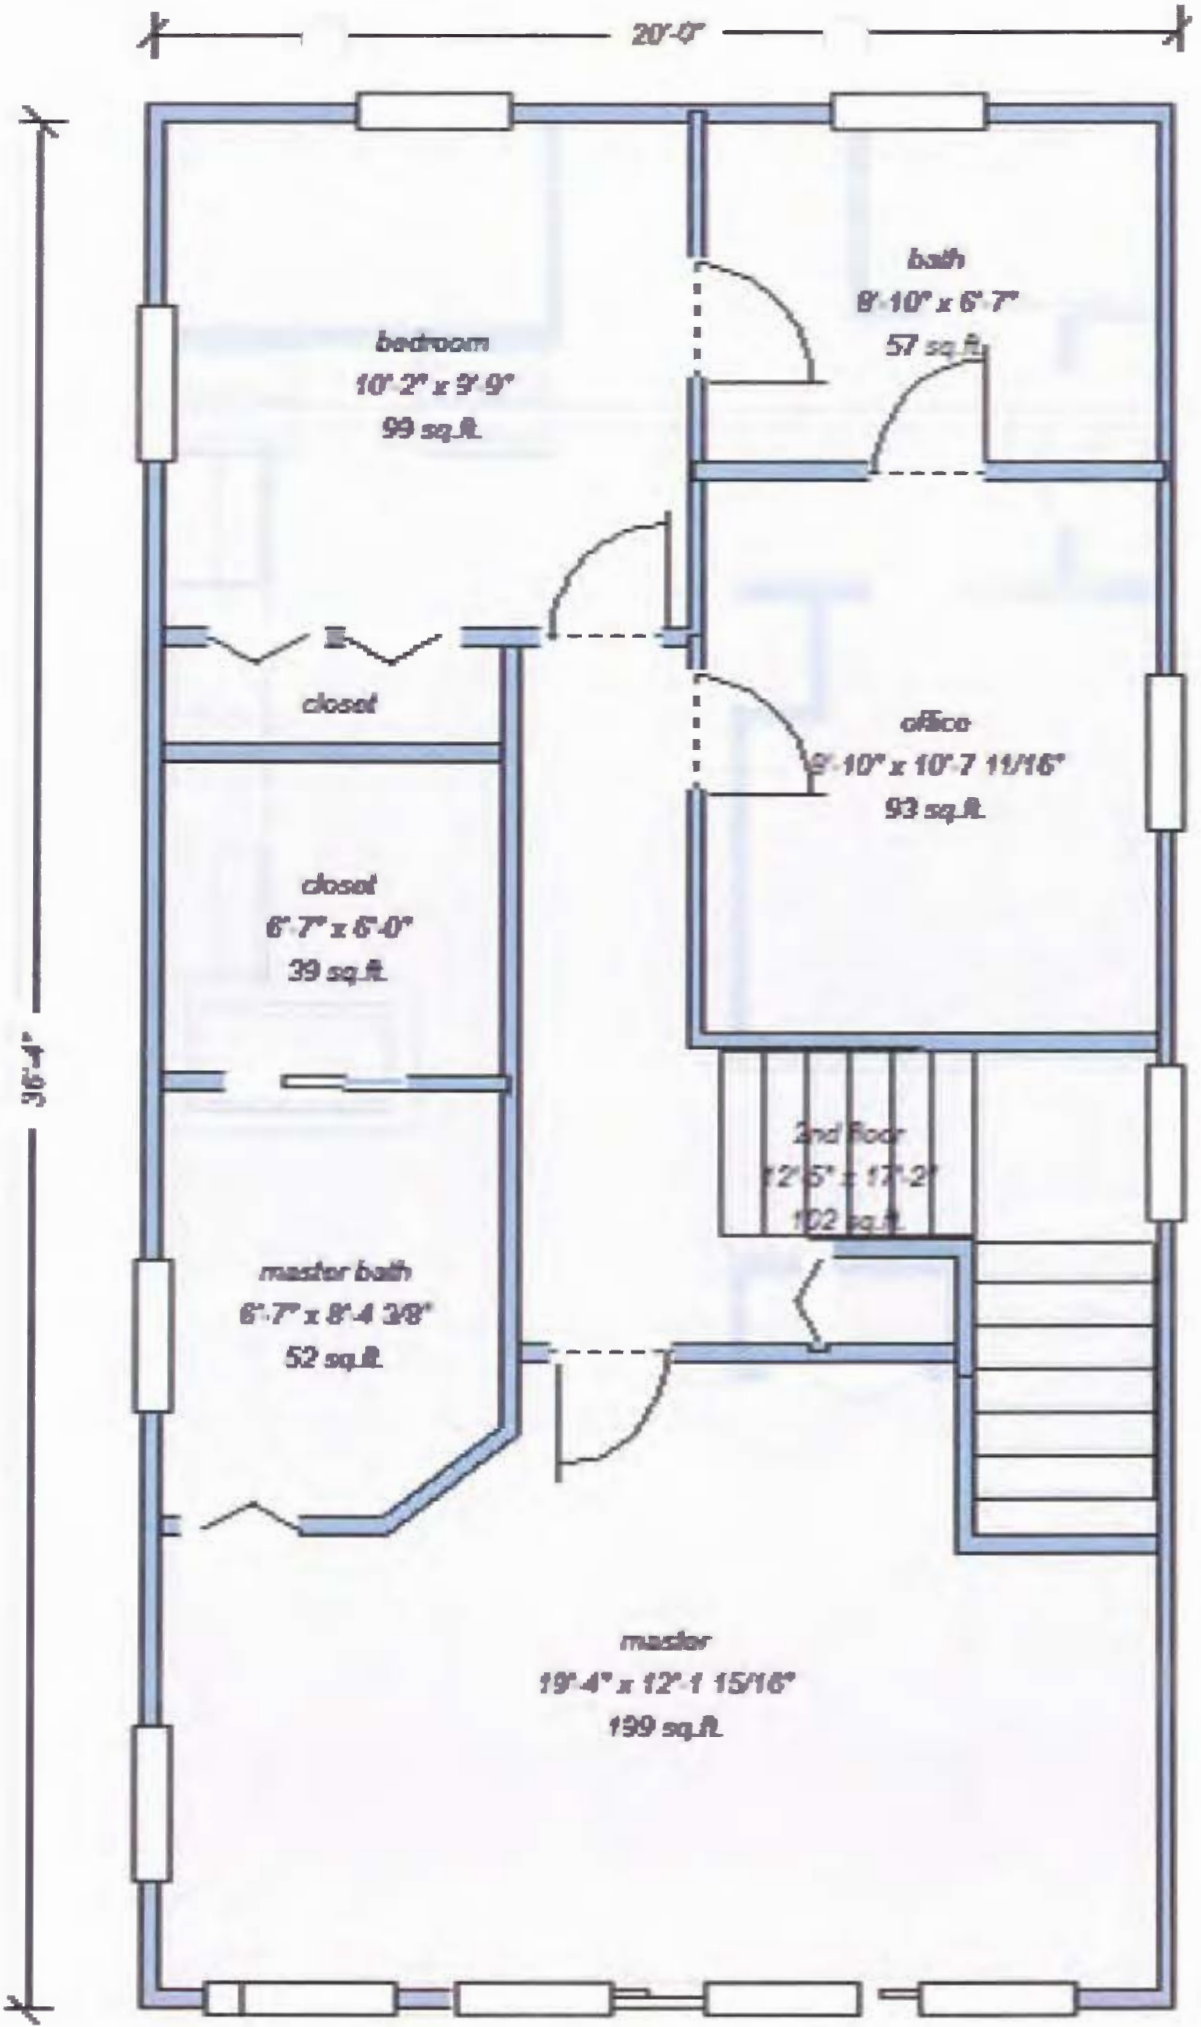 20'-0"
bath
8'-10" x 6'-7"
57 sq.ft.
bedroom
10'-2" x 9'-9"
99 sq.ft.
closet
office
8'-10" x 10'-7 11/16"
93 sq.ft.
closet
6'-7" x 6'-0"
39 sq.ft.
36'-4"
2nd floor
12'-5" x 17'-2"
102 sq.ft.
master bath
6'-7" x 8'-4 3/8"
52 sq.ft.
master
19'-4" x 12'-1 15/16"
199 sq.ft.